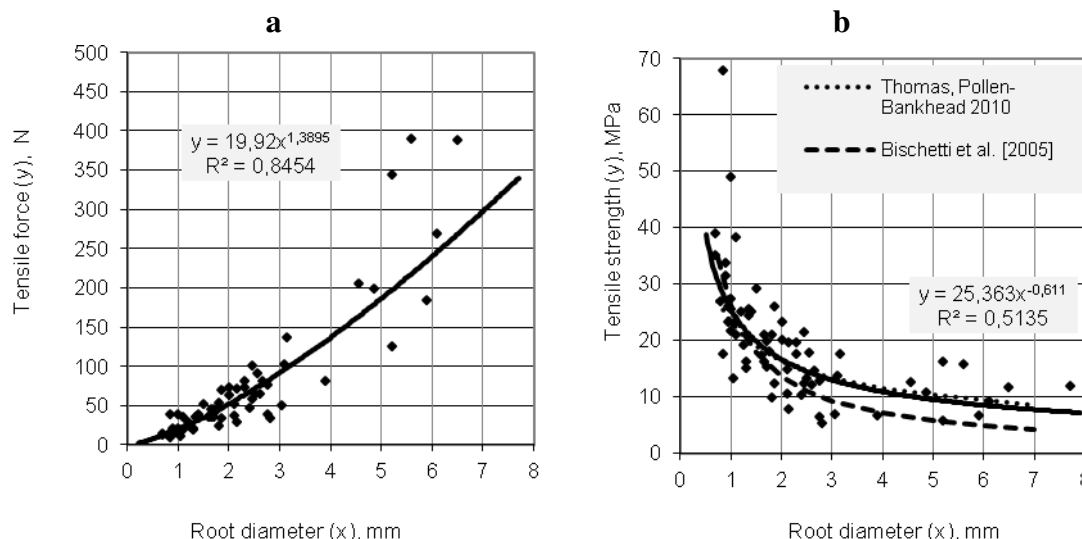 a
500
450
400
350
300
250
200
150
100
50
0
Tensile force (y), N
y = 19,92x^1,3895
R² = 0,8454
0 1 2 3 4 5 6 7 8
Root diameter (x), mm
b
70
60
50
40
30
20
10
0
Tensile strength (y), MPa
Thomas, Pollen-
Bankhead 2010
Bischetti et al. [2005]
y = 25,363x^-0,611
R² = 0,5135
0 1 2 3 4 5 6 7 8
Root diameter (x), mm